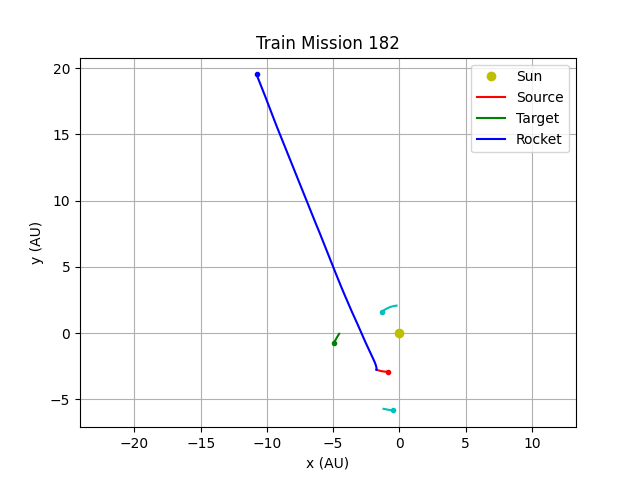 Train Mission 182
Sun
Source
Target
Rocket
20
15
10
5
0
−5
y (AU)
−20
−15
−10
−5
0
5
10
x (AU)